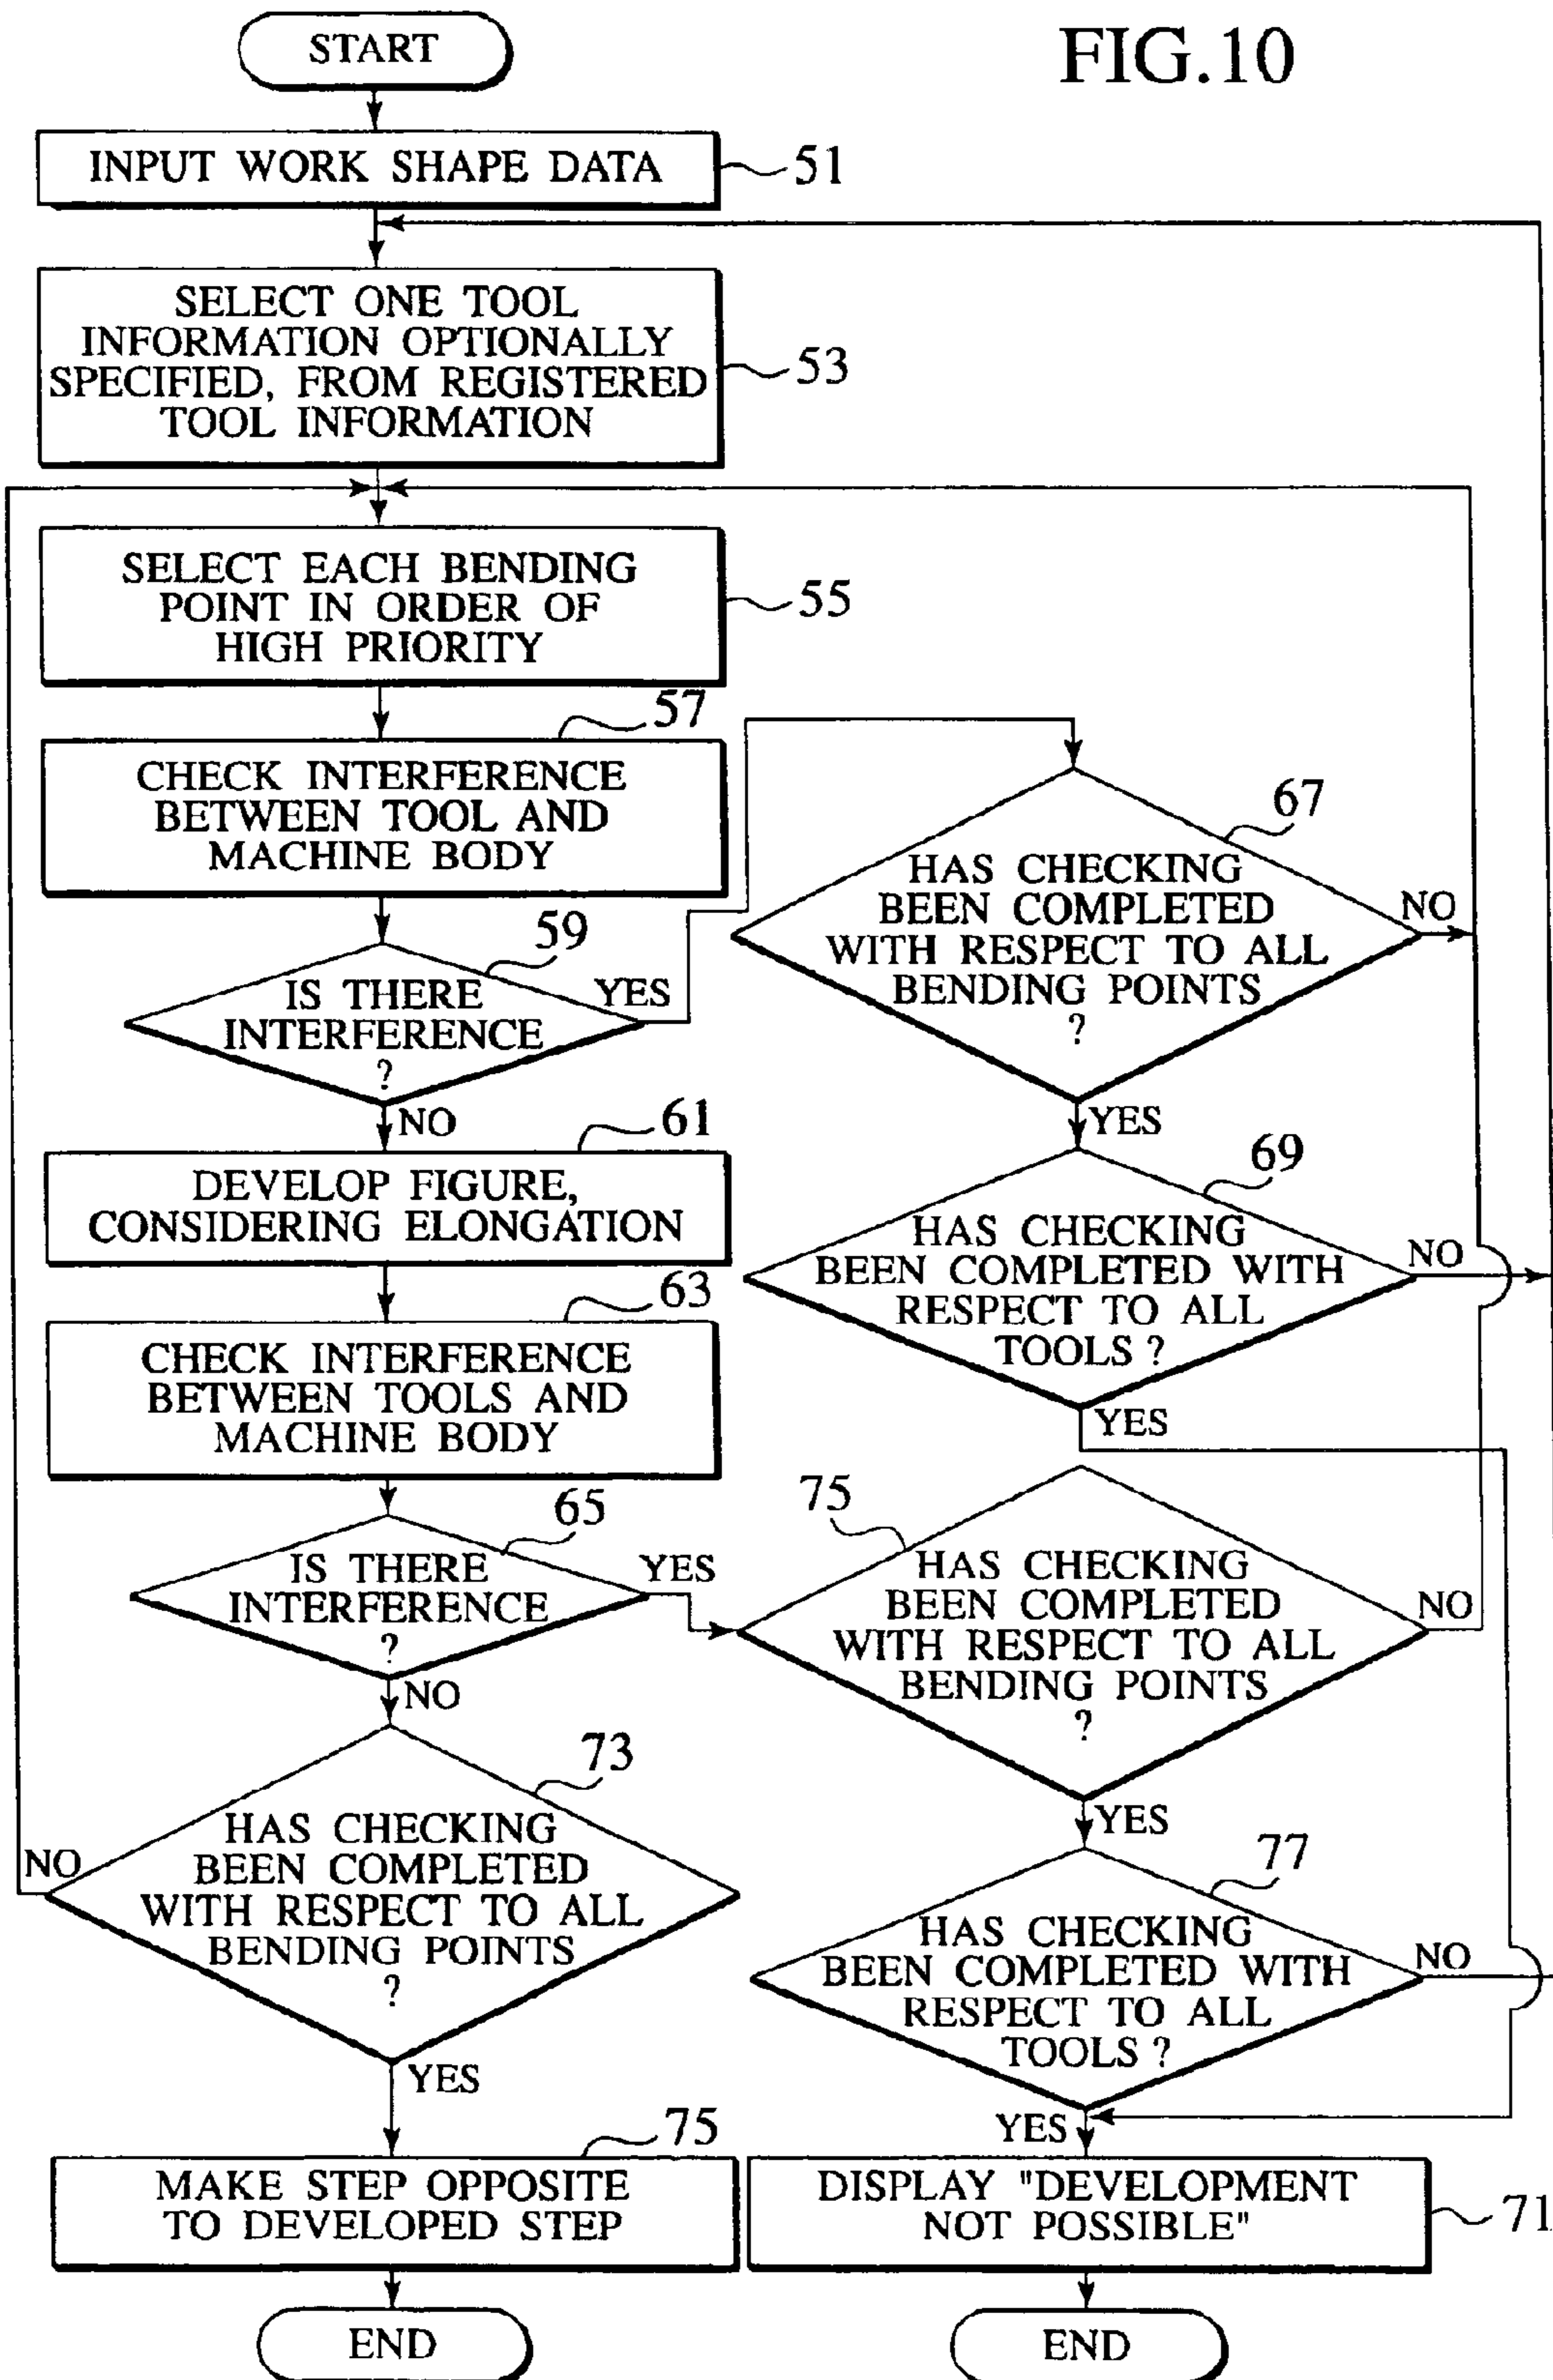 FIG.10
START
INPUT WORK SHAPE DATA
51
SELECT ONE TOOL
INFORMATION OPTIONALLY
SPECIFIED, FROM REGISTERED
TOOL INFORMATION
53
SELECT EACH BENDING
POINT IN ORDER OF
HIGH PRIORITY
55
57
CHECK INTERFERENCE
BETWEEN TOOL AND
MACHINE BODY
59
IS THERE
INTERFERENCE
?
YES
NO
67
HAS CHECKING
BEEN COMPLETED
WITH RESPECT TO ALL
BENDING POINTS
?
NO
YES
61
DEVELOP FIGURE,
CONSIDERING ELONGATION
69
HAS CHECKING
BEEN COMPLETED WITH
RESPECT TO ALL
TOOLS ?
NO
YES
63
CHECK INTERFERENCE
BETWEEN TOOLS AND
MACHINE BODY
65
IS THERE
INTERFERENCE
?
YES
NO
75
HAS CHECKING
BEEN COMPLETED
WITH RESPECT TO ALL
BENDING POINTS
?
NO
YES
73
HAS CHECKING
BEEN COMPLETED
WITH RESPECT TO ALL
BENDING POINTS
?
NO
YES
77
HAS CHECKING
BEEN COMPLETED WITH
RESPECT TO ALL
TOOLS ?
NO
YES
75
MAKE STEP OPPOSITE
TO DEVELOPED STEP
DISPLAY "DEVELOPMENT
NOT POSSIBLE"
71
END
END